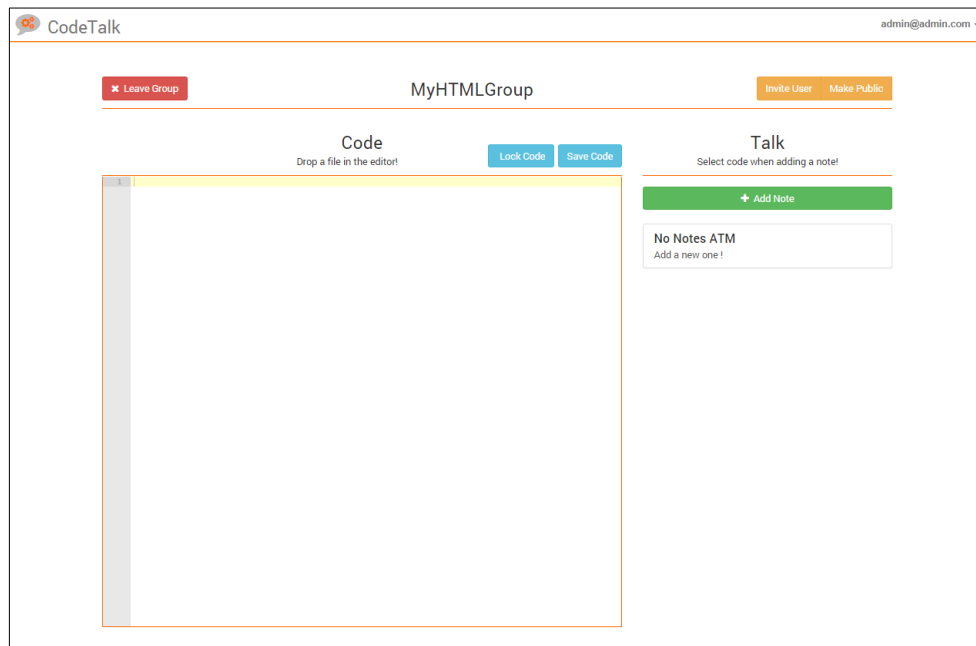 CodeTalk
admin@admin.com
Leave Group
MyHTMLGroup
Invite User
Make Public
Code
Drop a file in the editor!
Lock Code
Save Code
Talk
Select code when adding a note!
1
Add Note
No Notes ATM
Add a new one !